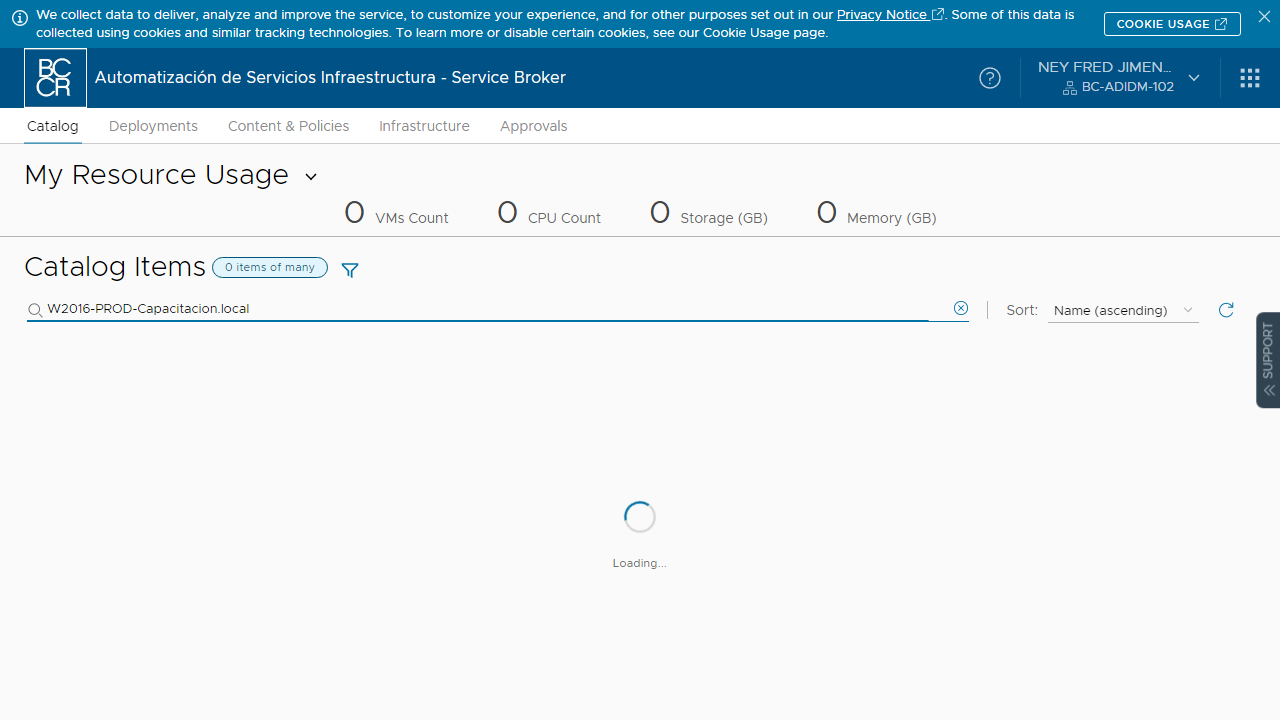 We collect data to deliver, analyze and improve the service, to customize your experience, and for other purposes set out in our Privacy Notice. Some of this data is
collected using cookies and similar tracking technologies. To learn more or disable certain cookies, see our Cookie Usage page.
COOKIE USAGE
BC
CR
Automatización de Servicios Infraestructura - Service Broker
NEY FRED JIMEN...
BC-ADIDM-102
Catalog
Deployments
Content & Policies
Infrastructure
Approvals
My Resource Usage
0 VMs Count
0 CPU Count
0 Storage (GB)
0 Memory (GB)
Catalog Items
0 items of many
W2016-PROD-Capacitacion.local
Sort:
Name (ascending)
SUPPORT
Loading...